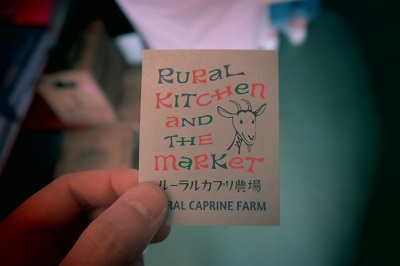 RURAL
KITCHEN
AND
THE
MARKET
ルーラルカプリ農場
RAL CAPRINE FARM